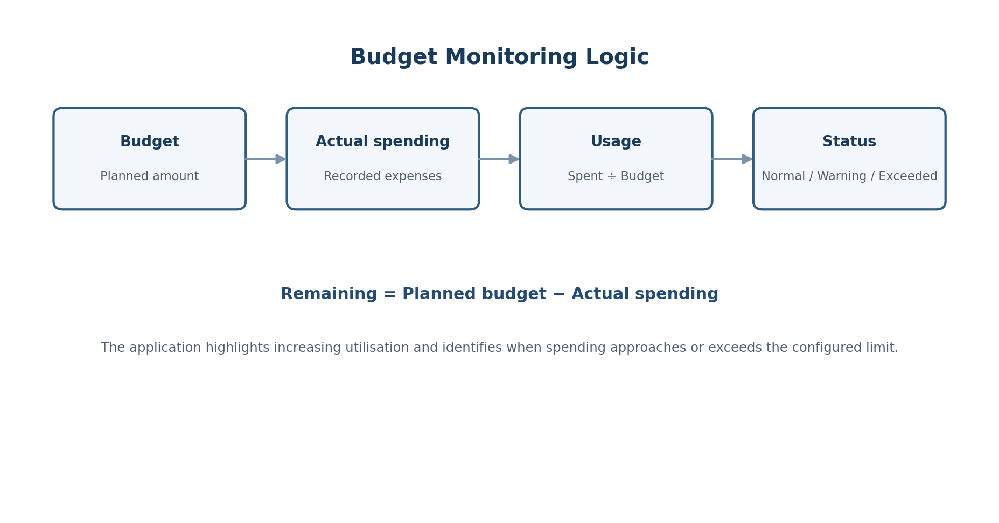 Budget Monitoring Logic
Budget
Planned amount
Actual spending
Recorded expenses
Usage
Spent ÷ Budget
Status
Normal / Warning / Exceeded
Remaining = Planned budget − Actual spending
The application highlights increasing utilisation and identifies when spending approaches or exceeds the configured limit.